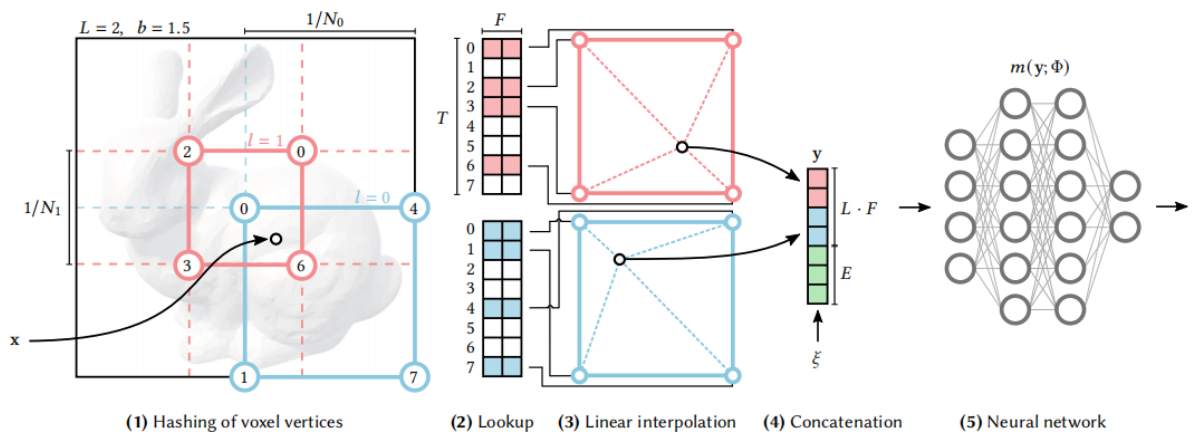 L = 2, b = 1.5
1/N₀
l = 1
2
0
1/N₁
l = 0
0
4
3
6
x
1
7
F
T
0
1
2
3
4
5
6
7
0
1
2
3
4
5
6
7
y
L · F
E
ξ
m(y; Φ)
(1) Hashing of voxel vertices
(2) Lookup
(3) Linear interpolation
(4) Concatenation
(5) Neural network